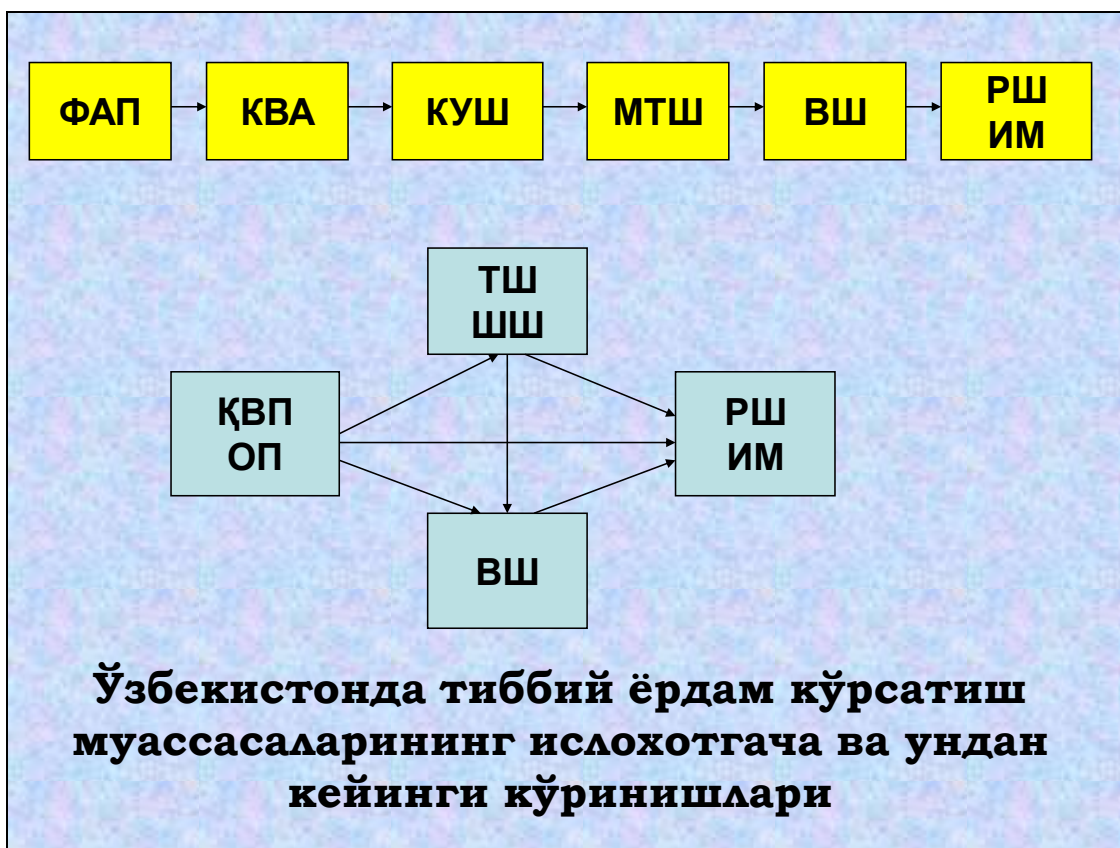 ФАП
КВА
КУШ
МТШ
ВШ
РШ
ИМ
ТШ
ШШ
ҚВП
ОП
РШ
ИМ
ВШ
Ўзбекистонда тиббий ёрдам кўрсатиш
муассасаларининг ислохотгача ва ундан
кейинги кўринишлари